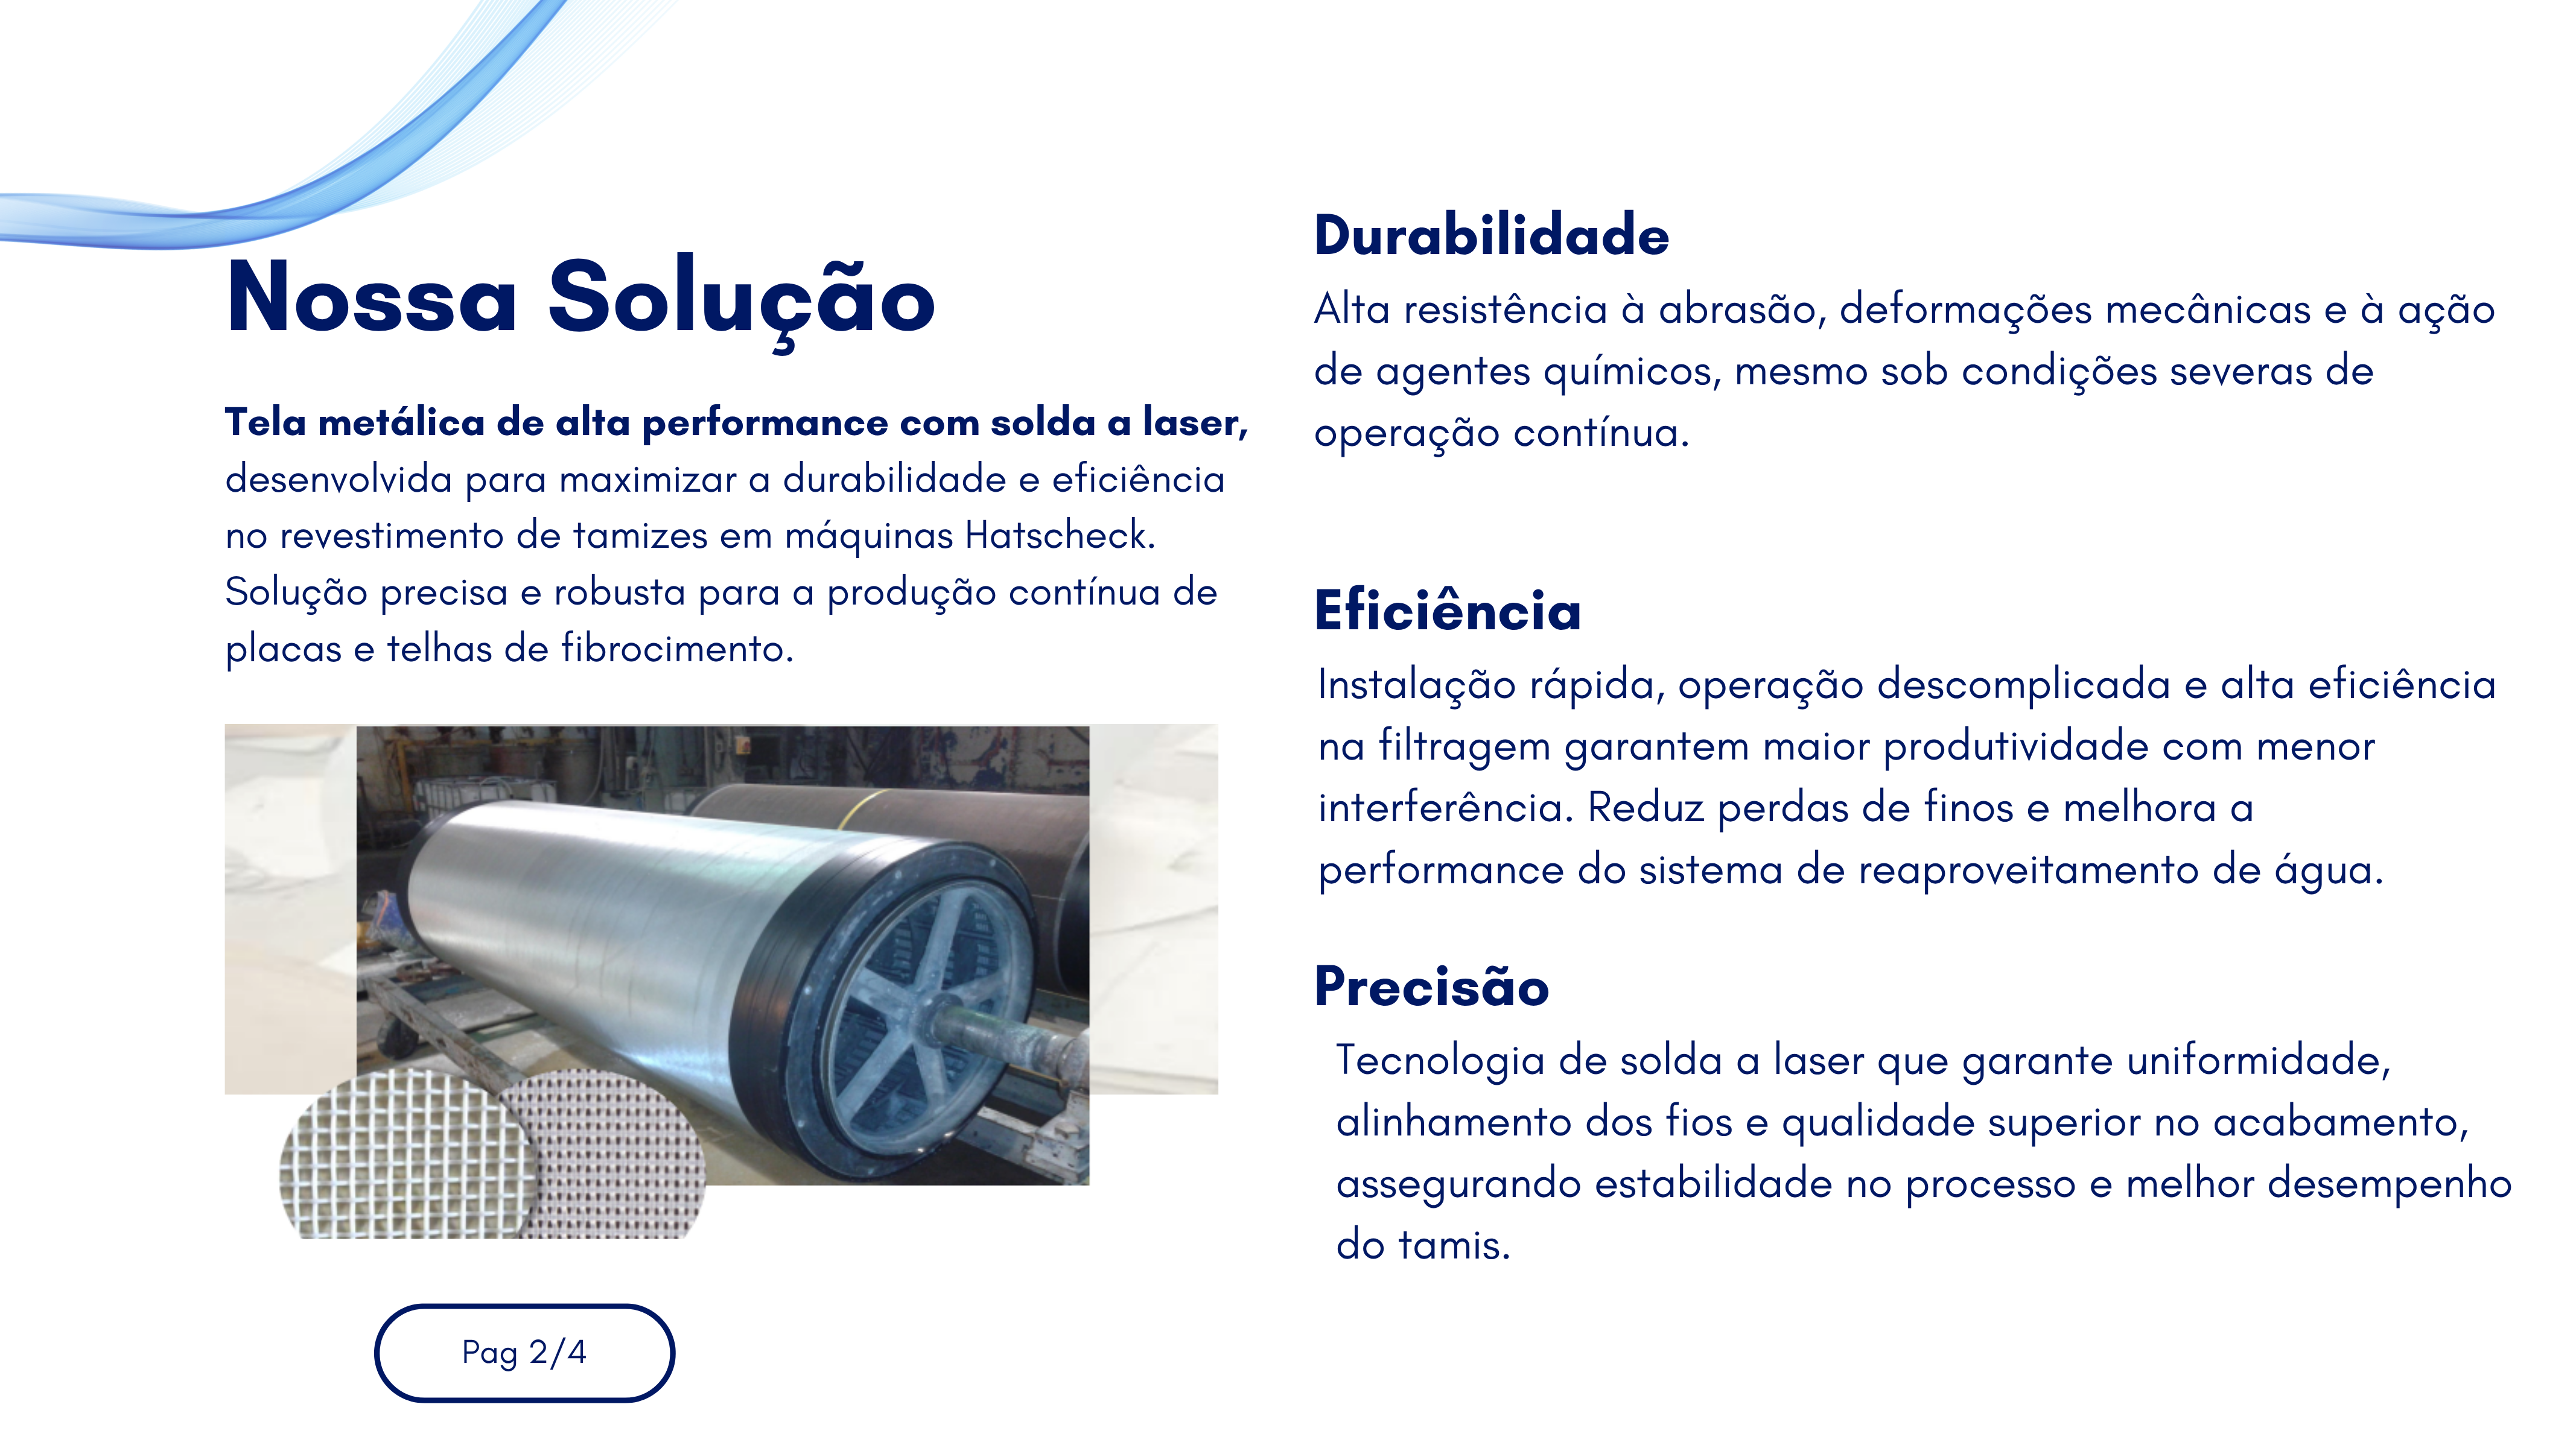 Nossa Solução
Tela metálica de alta performance com solda a laser,
desenvolvida para maximizar a durabilidade e eficiência
no revestimento de tamizes em máquinas Hatscheck.
Solução precisa e robusta para a produção contínua de
placas e telhas de fibrocimento.
Durabilidade
Alta resistência à abrasão, deformações mecânicas e à ação
de agentes químicos, mesmo sob condições severas de
operação contínua.
Eficiência
Instalação rápida, operação descomplicada e alta eficiência
na filtragem garantem maior produtividade com menor
interferência. Reduz perdas de finos e melhora a
performance do sistema de reaproveitamento de água.
Precisão
Tecnologia de solda a laser que garante uniformidade,
alinhamento dos fios e qualidade superior no acabamento,
assegurando estabilidade no processo e melhor desempenho
do tamis.
Pag 2/4